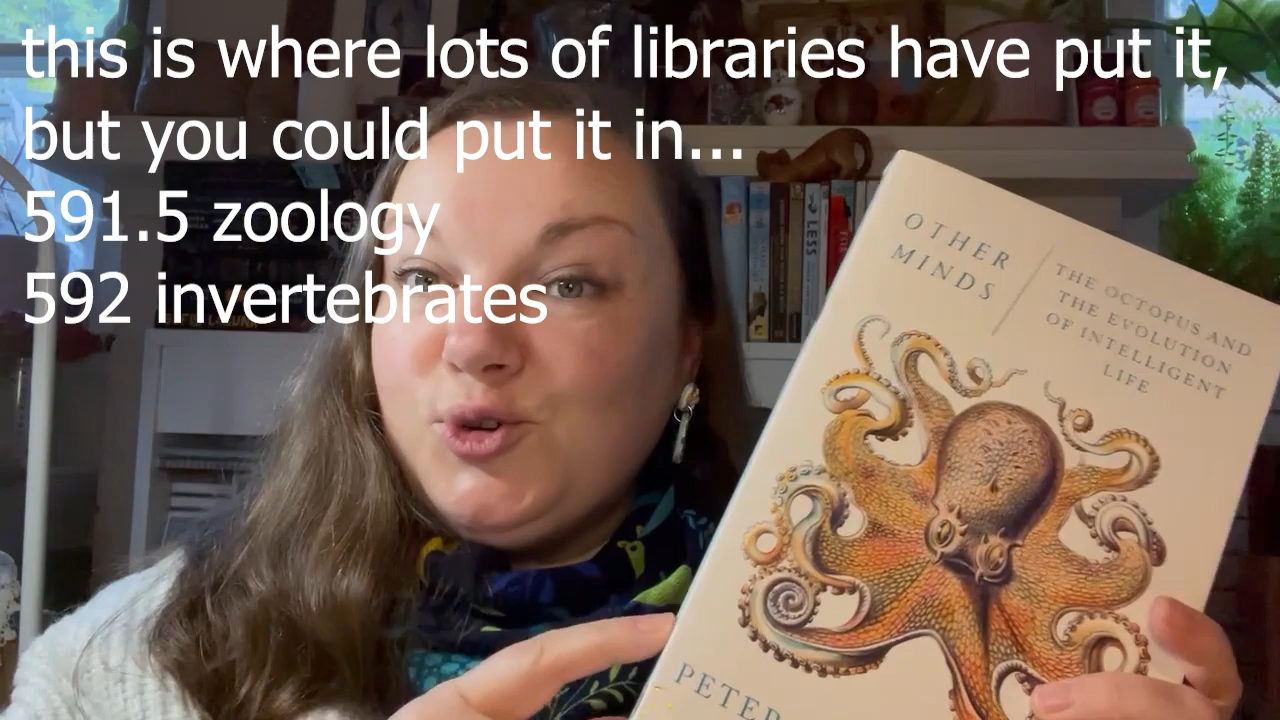 this is where lots of libraries have put it,
but you could put it in...
591.5 zoology
592 invertebrates
OTHER
MINDS
THE OCTOPUS AND
THE EVOLUTION
OF INTELLIGENT
LIFE
PETER
LESS